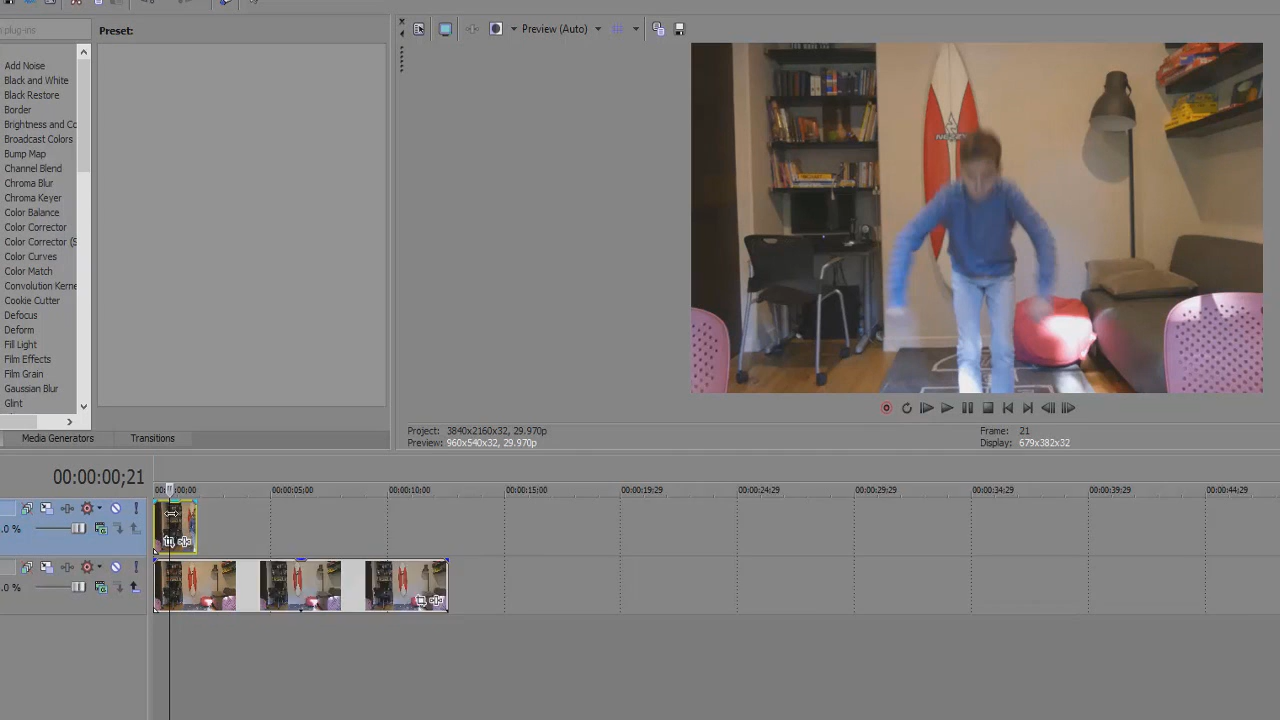 plug-ins
Preset:
Preview (Auto)
Add Noise
Black and White
Black Restore
Border
Brightness and Co
Broadcast Colors
Bump Map
Channel Blend
Chroma Blur
Chroma Keyer
Color Balance
Color Corrector
Color Corrector (S
Color Curves
Color Match
Convolution Kerne
Cookie Cutter
Defocus
Deform
Fill Light
Film Effects
Film Grain
Gaussian Blur
Glint
Media Generators
Transitions
Project: 3840x2160x32, 29.970p
Preview: 960x540x32, 29.970p
Frame: 21
Display: 679x382x32
00:00:00;21
00:00:05;00
00:00:10;00
00:00:15;00
00:00:19;29
00:00:24;29
00:00:29;29
00:00:34;29
00:00:39;29
00:00:44;29
.0 %
.0 %